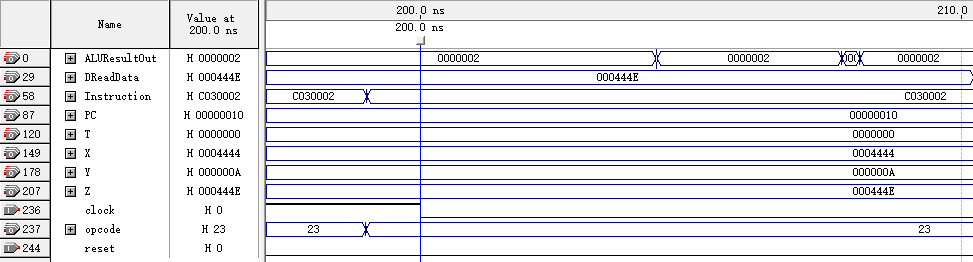 Name Value at 200.0 ns 200.0 ns 210.0
200.0 ns
0 ALUResultOut H 0000002 0000002 0000002 0000002
29 DReadData H 000444E 000444E
58 Instruction H C030002 C030002 C030002
87 PC H 00000010 00000010
120 T H 0000000 0000000
149 X H 0004444 0004444
178 Y H 000000A 000000A
207 Z H 000444E 000444E
236 clock H 0
237 opcode H 23 23 23
244 reset H 0